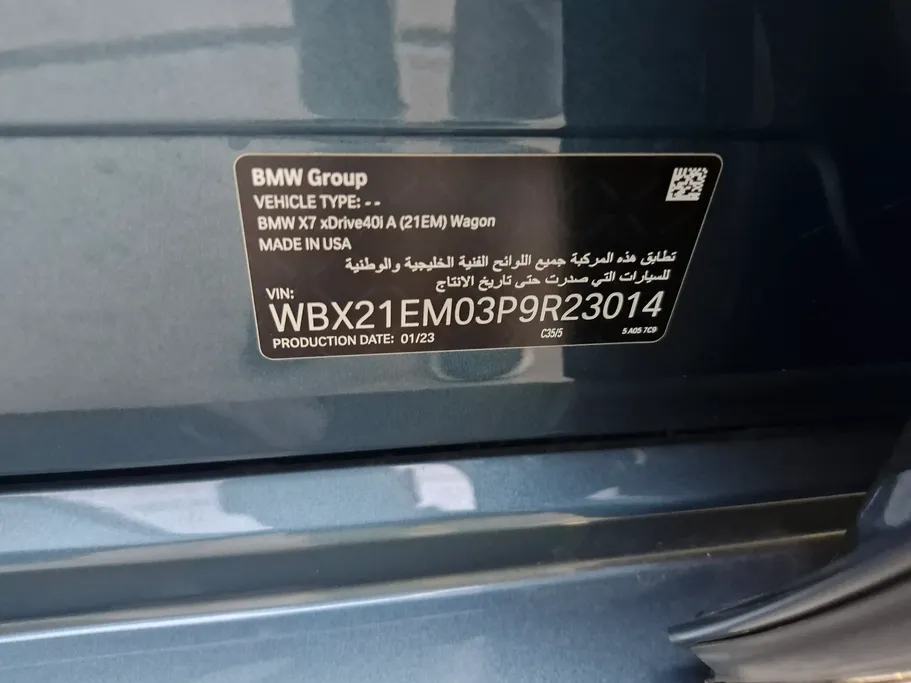 BMW Group
VEHICLE TYPE: - -
BMW X7 xDrive40i A (21EM) Wagon
MADE IN USA
تطابق هذه المركبة جميع اللوائح الفنية الخليجية والوطنية
للسيارات التي صدرت حتى تاريخ الانتاج
VIN:
WBX21EM03P9R23014
PRODUCTION DATE: 01/23 C35/5 5 A05 7C9